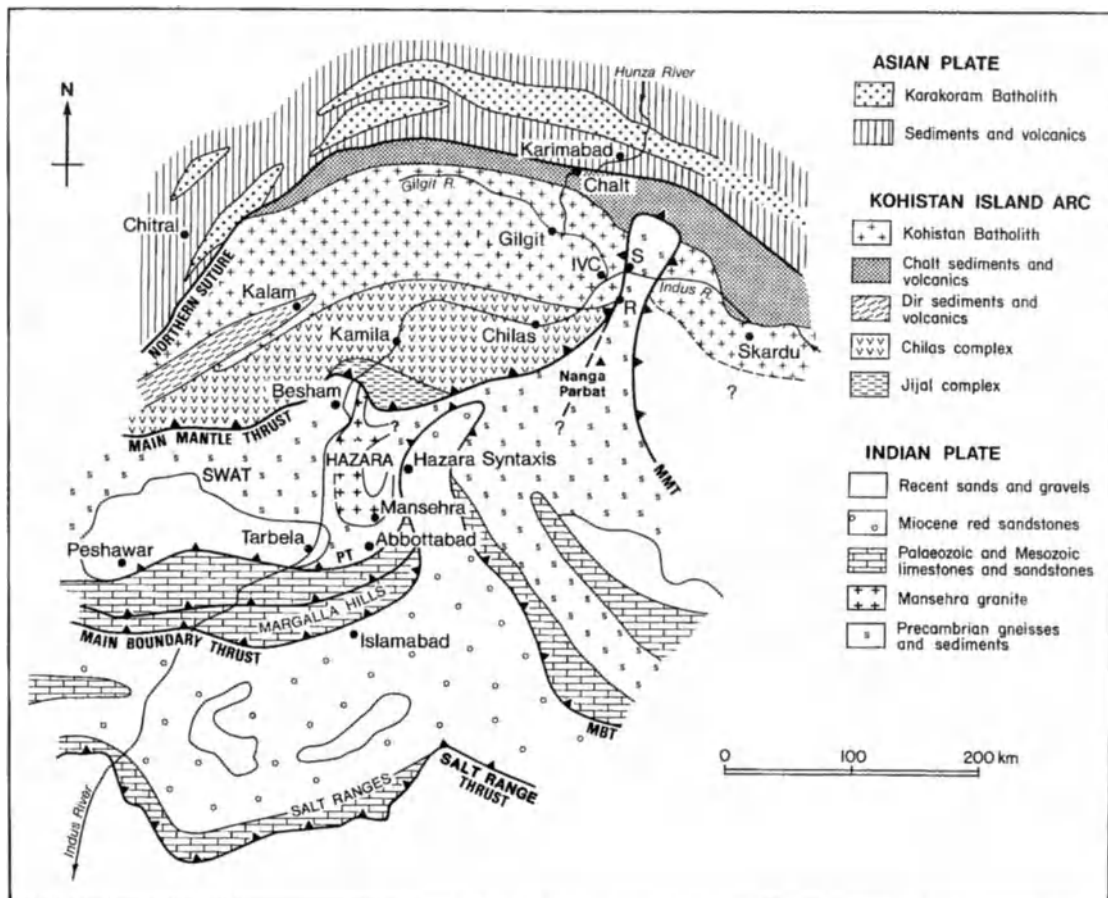 N
Hunza River
Karimabad
Chalt
Gilgit R.
Chitral
Gilgit
IVC
S
Indus R.
R
Kalam
NORTHERN SUTURE
Kamila
Chilas
Skardu
Nanga
Parbat
?
?
Besham
?
MAIN MANTLE THRUST
MMT
HAZARA
Hazara Syntaxis
SWAT
Mansehra
Tarbela
Abbottabad
Peshawar
PT
MARGALLA HILLS
Islamabad
MAIN BOUNDARY THRUST
MBT
SALT RANGE
THRUST
SALT RANGES
Indus River
ASIAN PLATE
Karakoram Batholith
Sediments and volcanics
KOHISTAN ISLAND ARC
Kohistan Batholith
Chalt sediments and
volcanics
Dir sediments and
volcanics
Chilas complex
Jijal complex
INDIAN PLATE
Recent sands and gravels
Miocene red sandstones
Palaeozoic and Mesozoic
limestones and sandstones
Mansehra granite
s Precambrian gneisses
and sediments
0 100 200 km